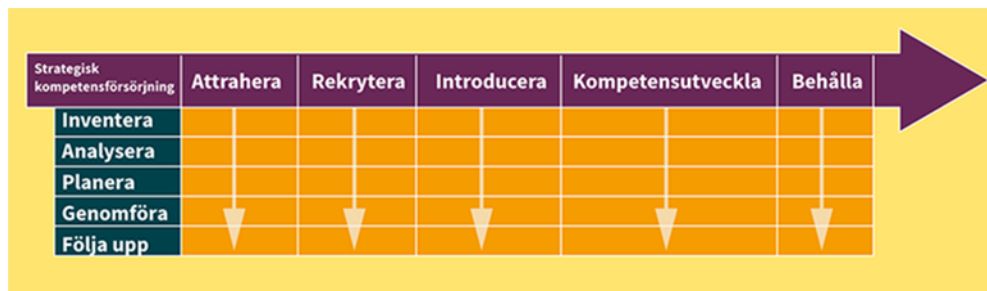 Strategisk
kompetensförsörjning
Attrahera
Rekrytera
Introducera
Kompetensutveckla
Behålla
Inventera
Analysera
Planera
Genomföra
Följa upp